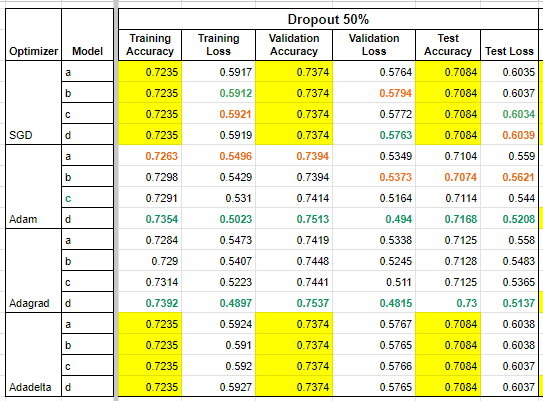 Dropout 50%
Optimizer Model Training Accuracy Training Loss Validation Accuracy Validation Loss Test Accuracy Test Loss
a 0.7235 0.5917 0.7374 0.5764 0.7084 0.6035
b 0.7235 0.5912 0.7374 0.5794 0.7084 0.6037
c 0.7235 0.5921 0.7374 0.5772 0.7084 0.6034
SGD d 0.7235 0.5919 0.7374 0.5763 0.7084 0.6039
a 0.7263 0.5496 0.7394 0.5349 0.7104 0.559
b 0.7298 0.5429 0.7394 0.5373 0.7074 0.5621
c 0.7291 0.531 0.7414 0.5164 0.7114 0.544
Adam d 0.7354 0.5023 0.7513 0.494 0.7168 0.5208
a 0.7284 0.5473 0.7419 0.5338 0.7125 0.558
b 0.729 0.5407 0.7448 0.5245 0.7128 0.5483
c 0.7314 0.5223 0.7441 0.511 0.7125 0.5365
Adagrad d 0.7392 0.4897 0.7537 0.4815 0.73 0.5137
a 0.7235 0.5924 0.7374 0.5767 0.7084 0.6038
b 0.7235 0.591 0.7374 0.5765 0.7084 0.6038
c 0.7235 0.592 0.7374 0.5766 0.7084 0.6037
Adadelta d 0.7235 0.5927 0.7374 0.5765 0.7084 0.6037